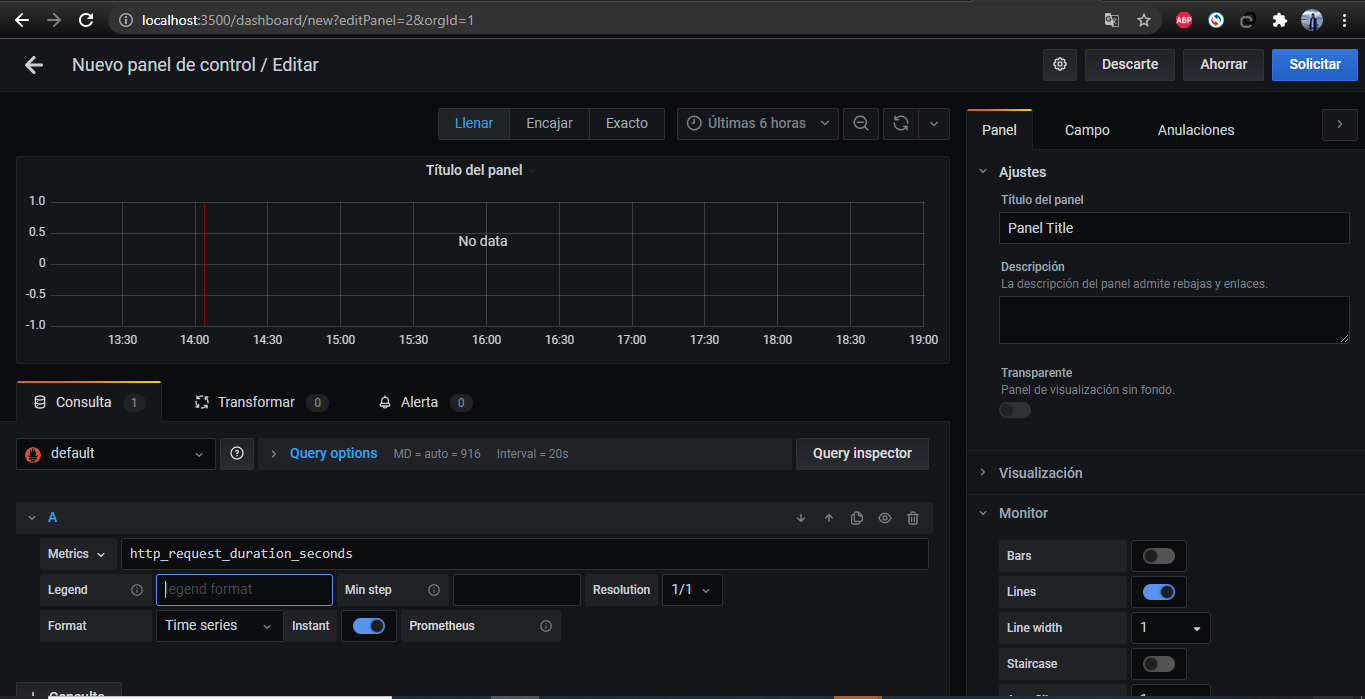 localhost:3500/dashboard/new?editPanel=2&orgId=1
ABP
Nuevo panel de control / Editar
Descarte
Ahorrar
Solicitar
Llenar
Encajar
Exacto
Últimas 6 horas
Panel
Campo
Anulaciones
Título del panel
1.0
0.5
0
-0.5
-1.0
No data
13:30
14:00
14:30
15:00
15:30
16:00
16:30
17:00
17:30
18:00
18:30
19:00
Consulta 1
Transformar 0
Alerta 0
default
Query options MD = auto = 916 Interval = 20s
Query inspector
A
Metrics
http_request_duration_seconds
Legend
legend format
Min step
Resolution
1/1
Format
Time series
Instant
Prometheus
+ Consulta
Ajustes
Título del panel
Panel Title
Descripción
La descripción del panel admite rebajas y enlaces.
Transparente
Panel de visualización sin fondo.
Visualización
Monitor
Bars
Lines
Line width
1
Staircase